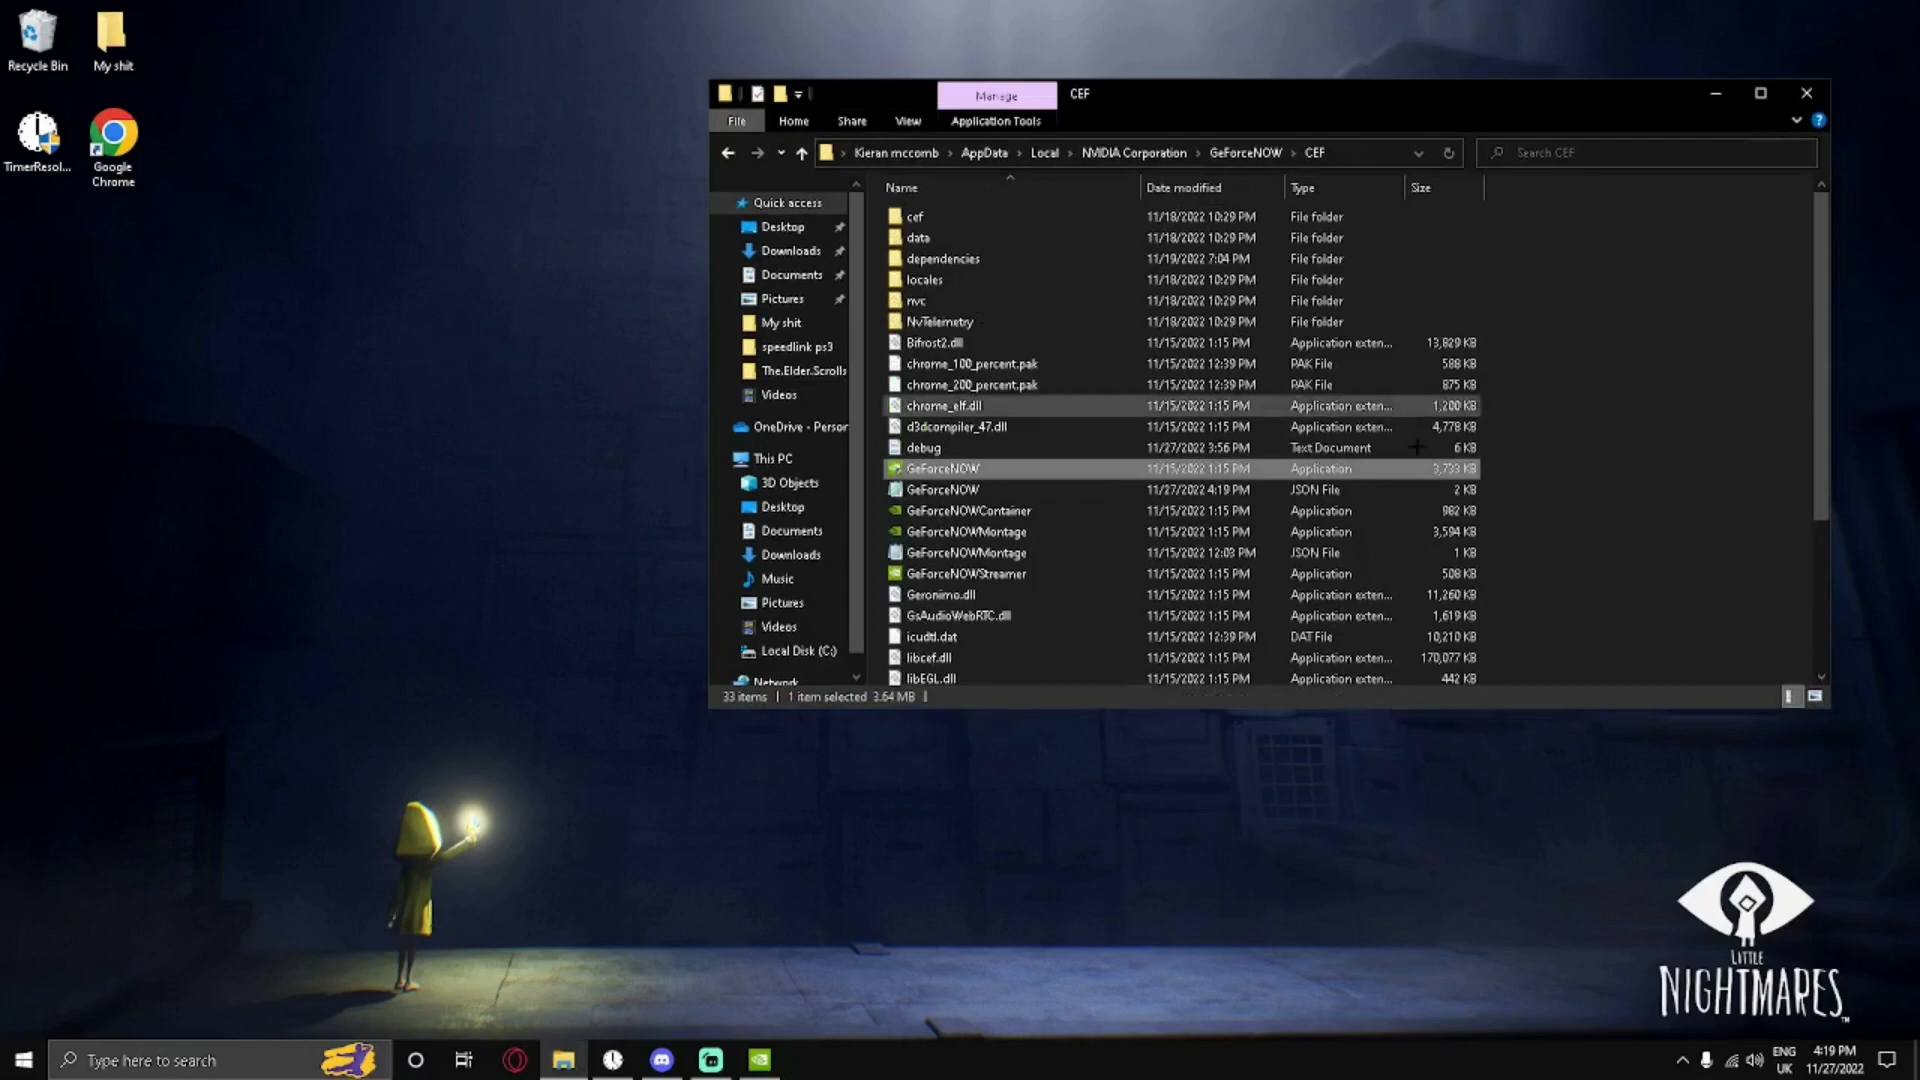 Recycle Bin
My shit
TimerResol...
Google
Chrome
Manage
CEF
File
Home
Share
View
Application Tools
Kieran mccomb
AppData
Local
NVIDIA Corporation
GeForceNOW
CEF
Search CEF
Name
Date modified
Type
Size
Quick access
Desktop
Downloads
Documents
Pictures
My shit
speedlink ps3
The.Elder.Scrolls
Videos
OneDrive - Person
This PC
3D Objects
Desktop
Documents
Downloads
Music
Pictures
Videos
Local Disk (C:)
Network
cef 11/18/2022 10:29 PM File folder
data 11/18/2022 10:29 PM File folder
dependencies 11/19/2022 7:04 PM File folder
locales 11/18/2022 10:29 PM File folder
nvc 11/18/2022 10:29 PM File folder
NvTelemetry 11/18/2022 10:29 PM File folder
Bifrost2.dll 11/15/2022 1:15 PM Application exten... 13,829 KB
chrome_100_percent.pak 11/15/2022 12:39 PM PAK File 588 KB
chrome_200_percent.pak 11/15/2022 12:39 PM PAK File 875 KB
chrome_elf.dll 11/15/2022 1:15 PM Application exten... 1,200 KB
d3dcompiler_47.dll 11/15/2022 1:15 PM Application exten... 4,778 KB
debug 11/27/2022 3:56 PM Text Document 6 KB
GeForceNOW 11/15/2022 1:15 PM Application 3,733 KB
GeForceNOW 11/27/2022 4:19 PM JSON File 2 KB
GeForceNOWContainer 11/15/2022 1:15 PM Application 982 KB
GeForceNOWMontage 11/15/2022 1:15 PM Application 3,594 KB
GeForceNOWMontage 11/15/2022 12:03 PM JSON File 1 KB
GeForceNOWStreamer 11/15/2022 1:15 PM Application 508 KB
Geronimo.dll 11/15/2022 1:15 PM Application exten... 11,260 KB
GsAudioWebRTC.dll 11/15/2022 1:15 PM Application exten... 1,619 KB
icudtl.dat 11/15/2022 12:39 PM DAT File 10,210 KB
libcef.dll 11/15/2022 1:15 PM Application exten... 170,077 KB
libEGL.dll 11/15/2022 1:15 PM Application exten... 442 KB
33 items
1 item selected 3.64 MB
LITTLE
NIGHTMARES
TM
Type here to search
ENG
UK
4:19 PM
11/27/2022